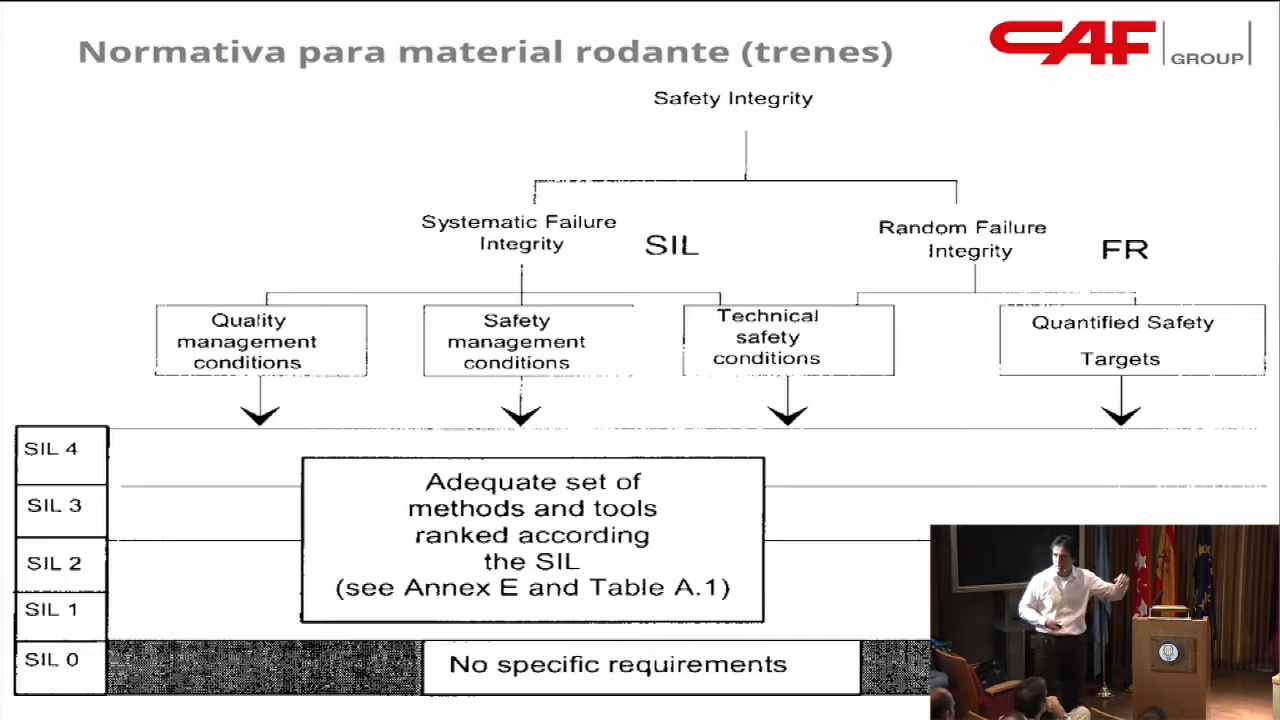 Normativa para material rodante (trenes)
CAF GROUP
Safety Integrity
Systematic Failure
Integrity
SIL
Random Failure
Integrity
FR
Quality
management
conditions
Safety
management
conditions
Technical
safety
conditions
Quantified Safety
Targets
SIL 4
SIL 3
SIL 2
SIL 1
SIL 0
Adequate set of
methods and tools
ranked according
the SIL
(see Annex E and Table A.1)
No specific requirements